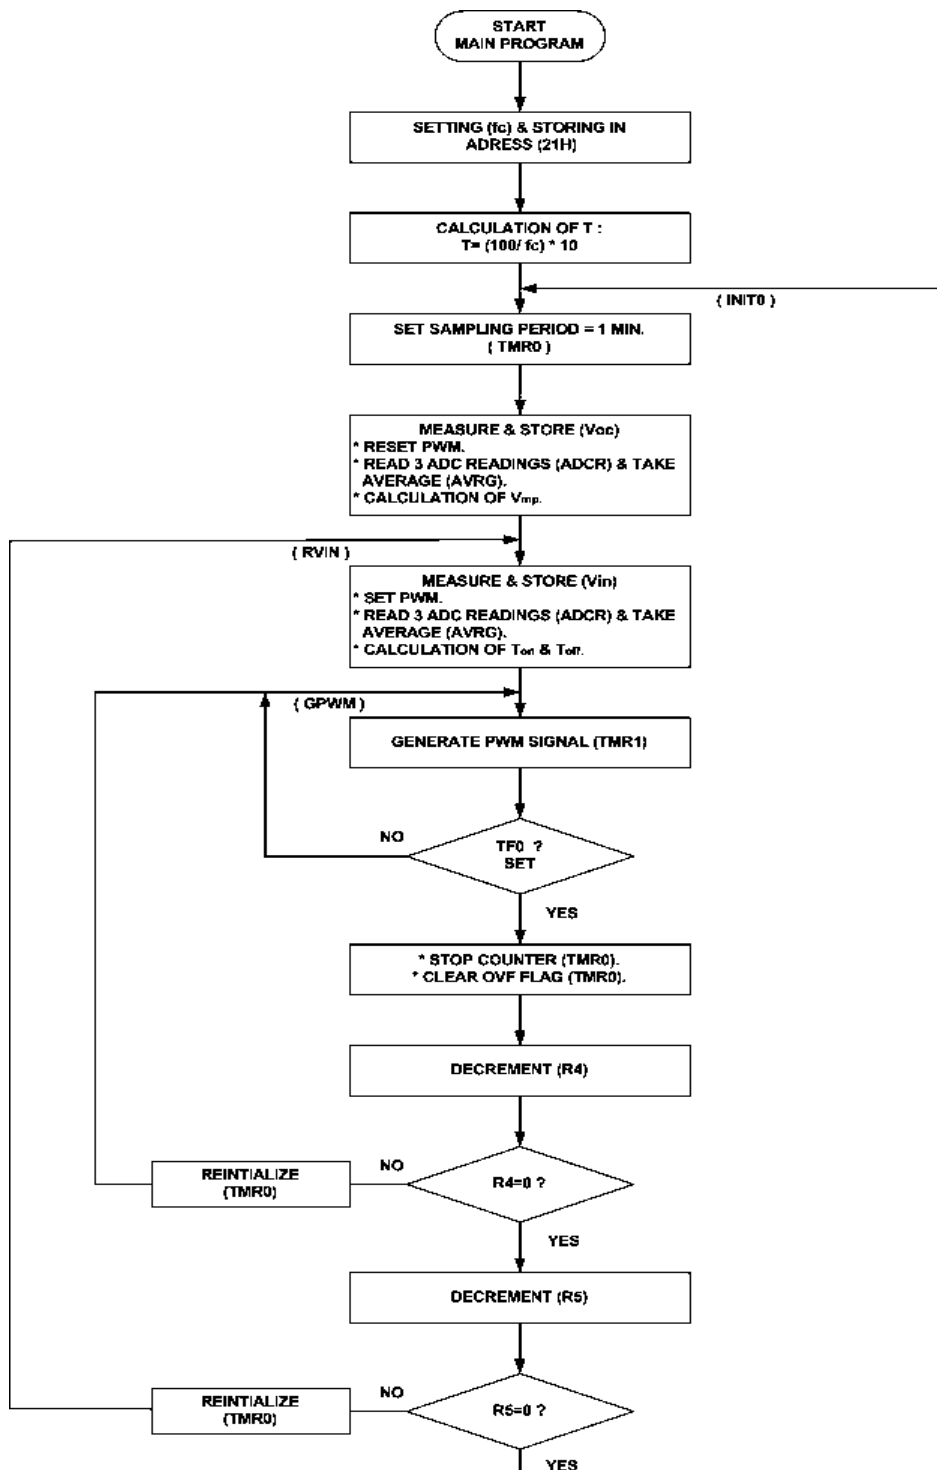 START
MAIN PROGRAM
SETTING (fc) & STORING IN
ADRESS (21H)
CALCULATION OF T :
T= (100/ fc) * 10
( INIT0 )
SET SAMPLING PERIOD = 1 MIN.
( TMR0 )
MEASURE & STORE (Voc)
* RESET PWM.
* READ 3 ADC READINGS (ADCR) & TAKE
AVERAGE (AVRG).
* CALCULATION OF Vmp.
( RVIN )
MEASURE & STORE (Vin)
* SET PWM.
* READ 3 ADC READINGS (ADCR) & TAKE
AVERAGE (AVRG).
* CALCULATION OF Ton & Toff.
( GPWM )
GENERATE PWM SIGNAL (TMR1)
NO
TF0 ?
SET
YES
* STOP COUNTER (TMR0).
* CLEAR OVF FLAG (TMR0).
DECREMENT (R4)
REINTIALIZE
(TMR0)
NO
R4=0 ?
YES
DECREMENT (R5)
REINTIALIZE
(TMR0)
NO
R5=0 ?
YES